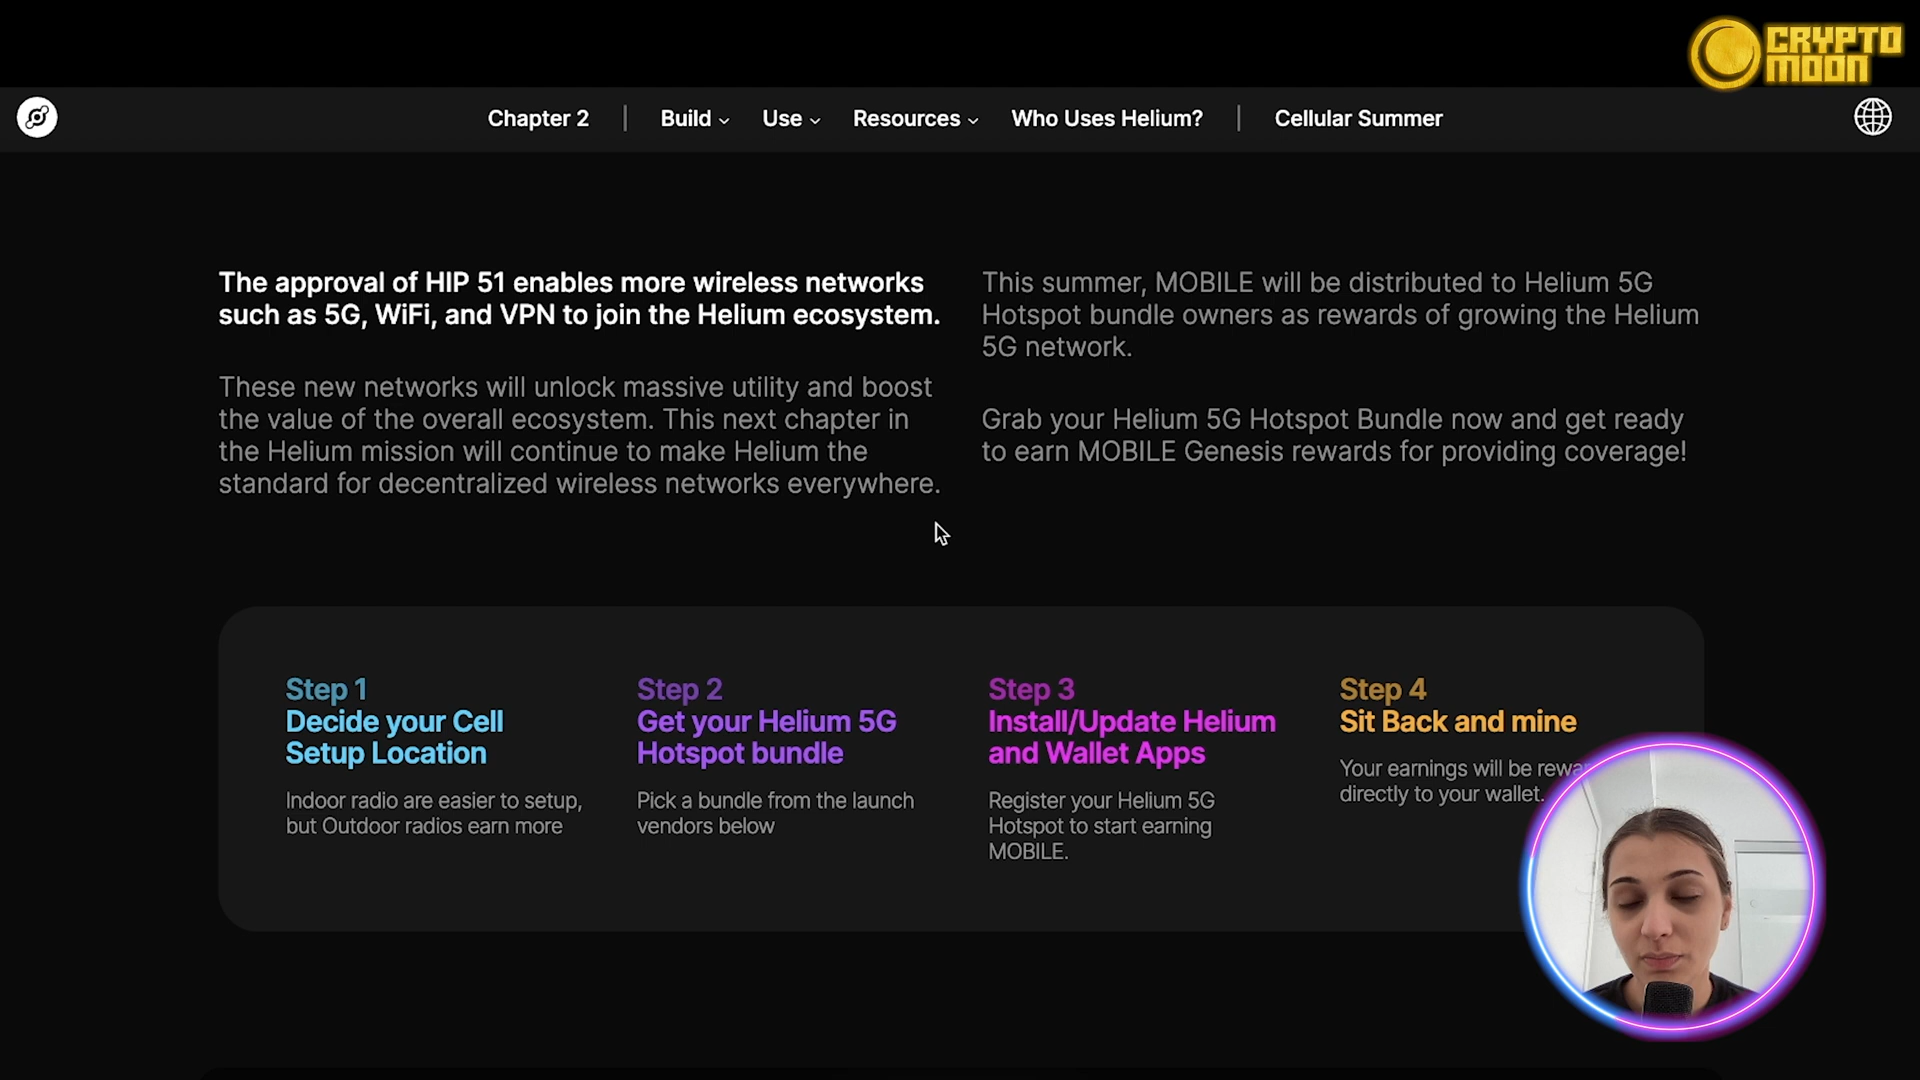 CRYPTO
MOON
Chapter 2 | Build Use Resources Who Uses Helium? | Cellular Summer
The approval of HIP 51 enables more wireless networks
such as 5G, WiFi, and VPN to join the Helium ecosystem.
These new networks will unlock massive utility and boost
the value of the overall ecosystem. This next chapter in
the Helium mission will continue to make Helium the
standard for decentralized wireless networks everywhere.
This summer, MOBILE will be distributed to Helium 5G
Hotspot bundle owners as rewards of growing the Helium
5G network.
Grab your Helium 5G Hotspot Bundle now and get ready
to earn MOBILE Genesis rewards for providing coverage!
Step 1
Decide your Cell
Setup Location
Indoor radio are easier to setup,
but Outdoor radios earn more
Step 2
Get your Helium 5G
Hotspot bundle
Pick a bundle from the launch
vendors below
Step 3
Install/Update Helium
and Wallet Apps
Register your Helium 5G
Hotspot to start earning
MOBILE.
Step 4
Sit Back and mine
Your earnings will be
directly to your wallet.